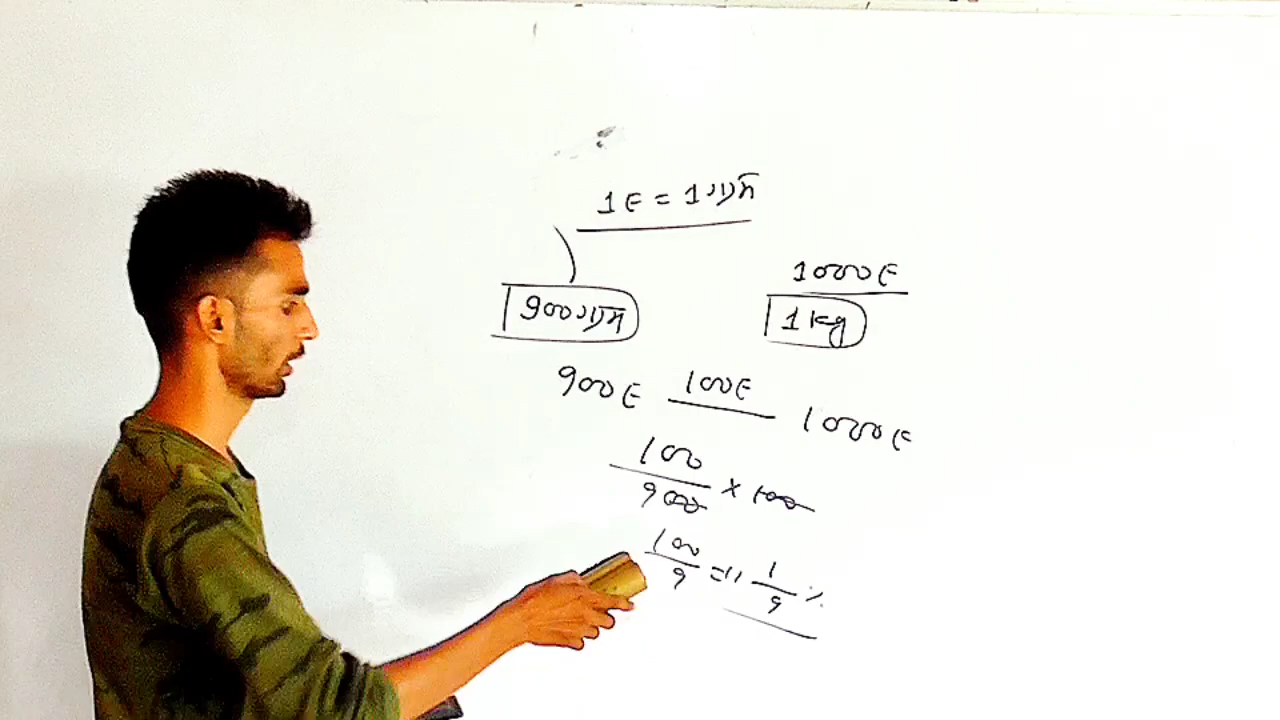 1₹ = 1 ग्राम
1000₹
900 ग्राम
1 kg
900₹ 100₹ 1000₹
100/900 × 100
100/9 = 11 1/9 %